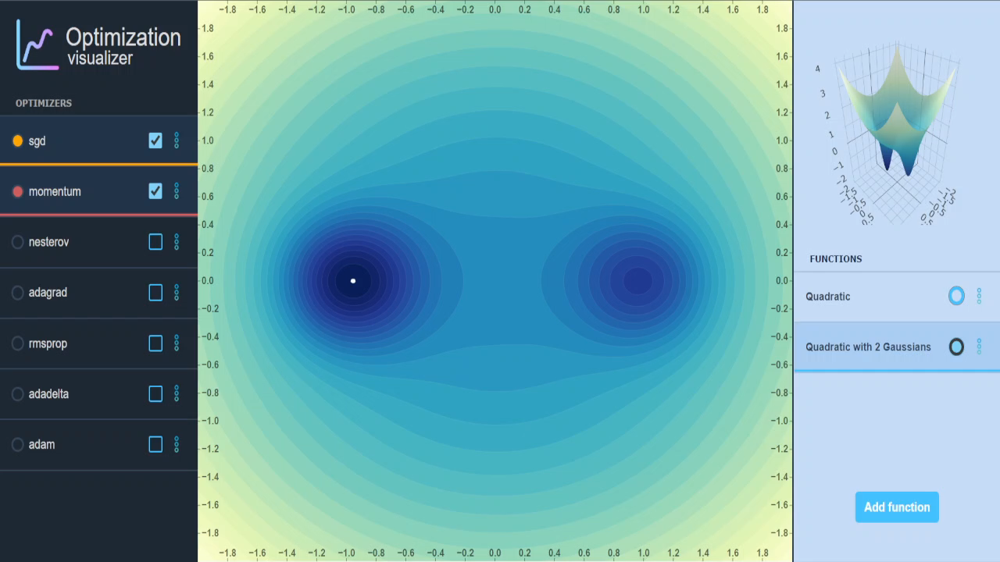 Optimization
visualizer
OPTIMIZERS
sgd
momentum
nesterov
adagrad
rmsprop
adadelta
adam
−1.8 −1.6 −1.4 −1.2 −1.0 −0.8 −0.6 −0.4 −0.2 0.0 0.2 0.4 0.6 0.8 1.0 1.2 1.4 1.6 1.8
1.8 1.8
1.6 1.6
1.4 1.4
1.2 1.2
1.0 1.0
0.8 0.8
0.6 0.6
0.4 0.4
0.2 0.2
0.0 0.0
−0.2 −0.2
−0.4 −0.4
−0.6 −0.6
−0.8 −0.8
−1.0 −1.0
−1.2 −1.2
−1.4 −1.4
−1.6 −1.6
−1.8 −1.8
−1.8 −1.6 −1.4 −1.2 −1.0 −0.8 −0.6 −0.4 −0.2 0.0 0.2 0.4 0.6 0.8 1.0 1.2 1.4 1.6 1.8
4
3
2
1
0
−1
−2
FUNCTIONS
Quadratic
Quadratic with 2 Gaussians
Add function